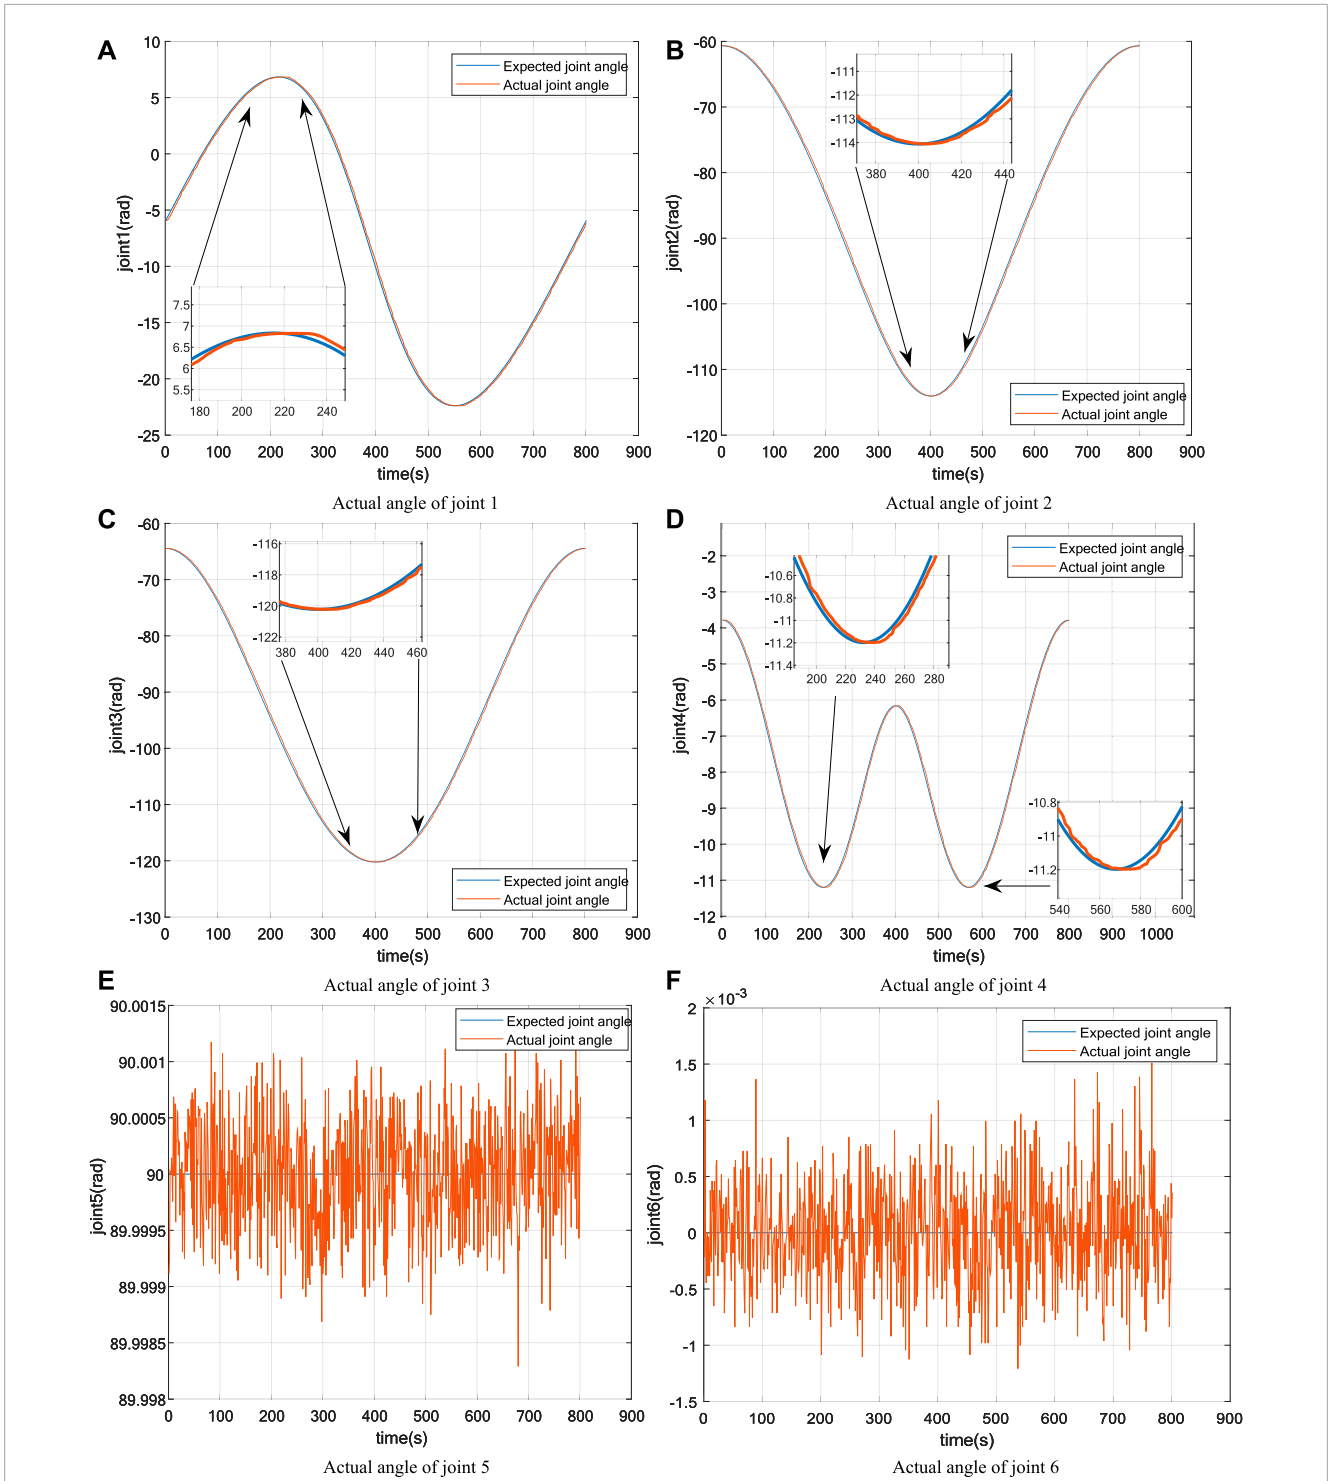 A
10
5
0
-5
-10
-15
-20
-25
joint1(rad)
0 100 200 300 400 500 600 700 800 900
time(s)
Expected joint angle
Actual joint angle
7.5
7
6.5
6
5.5
180 200 220 240
Actual angle of joint 1
B
-60
-70
-80
-90
-100
-110
-120
joint2(rad)
0 100 200 300 400 500 600 700 800 900
time(s)
-111
-112
-113
-114
380 400 420 440
Expected joint angle
Actual joint angle
Actual angle of joint 2
C
-60
-70
-80
-90
-100
-110
-120
-130
joint3(rad)
0 100 200 300 400 500 600 700 800 900
time(s)
-116
-118
-120
-122
380 400 420 440 460
Expected joint angle
Actual joint angle
Actual angle of joint 3
D
-2
-3
-4
-5
-6
-7
-8
-9
-10
-11
-12
joint4(rad)
0 100 200 300 400 500 600 700 800 900 1000
time(s)
Expected joint angle
Actual joint angle
-10.6
-10.8
-11
-11.2
-11.4
200 220 240 260 280
-10.8
-11
-11.2
540 560 580 600
Actual angle of joint 4
E
90.0015
90.001
90.0005
90
89.9995
89.999
89.9985
89.998
joint5(rad)
0 100 200 300 400 500 600 700 800 900
time(s)
Expected joint angle
Actual joint angle
Actual angle of joint 5
F
×10-3
2
1.5
1
0.5
0
-0.5
-1
-1.5
joint6(rad)
0 100 200 300 400 500 600 700 800 900
time(s)
Expected joint angle
Actual joint angle
Actual angle of joint 6